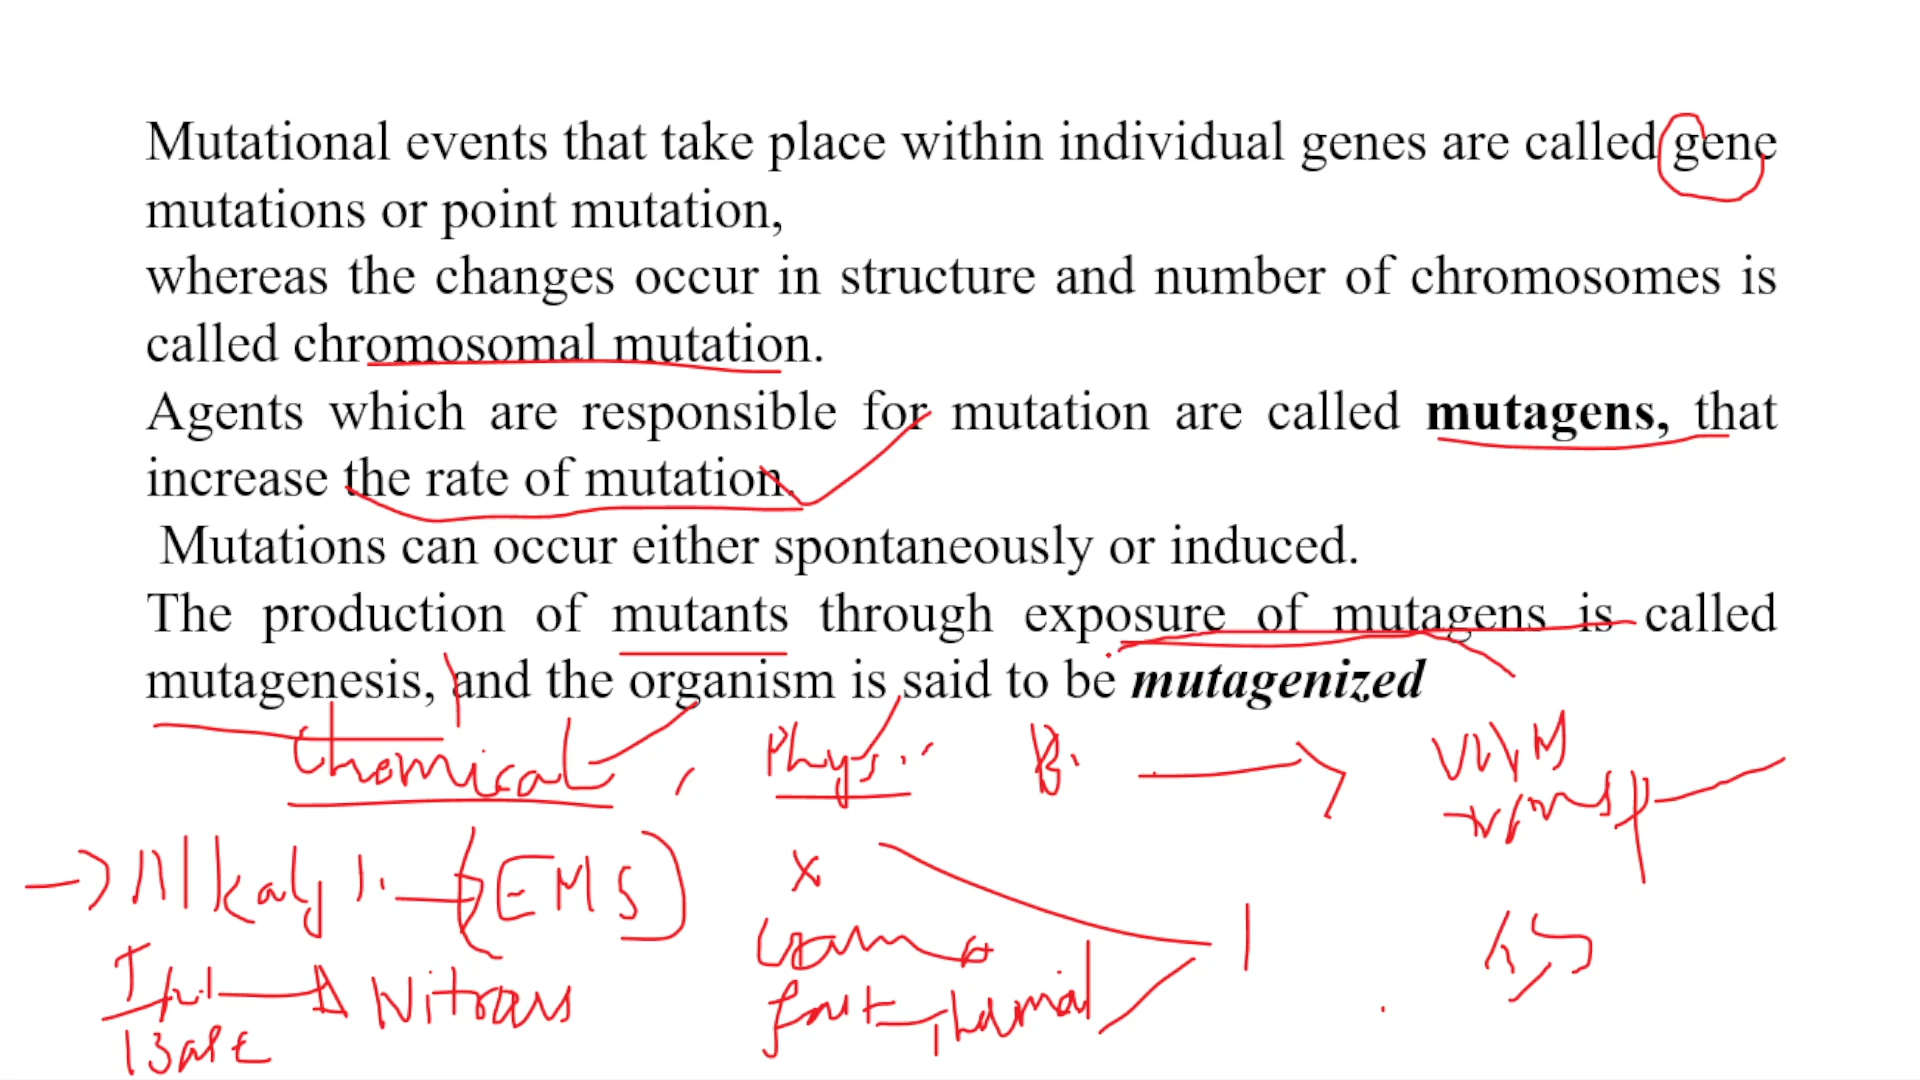 Mutational events that take place within individual genes are called gene
mutations or point mutation,
whereas the changes occur in structure and number of chromosomes is
called chromosomal mutation.
Agents which are responsible for mutation are called mutagens, that
increase the rate of mutation.
Mutations can occur either spontaneously or induced.
The production of mutants through exposure of mutagens is called
mutagenesis, and the organism is said to be mutagenized
Chemical, Phys.. B.
Alkaly (EMS) X
Base